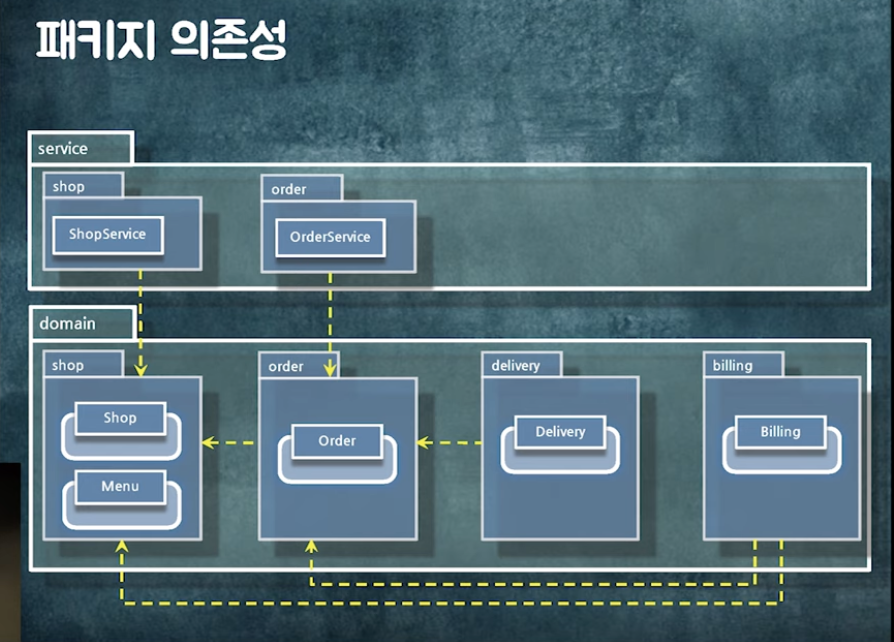 패키지 의존성
service
shop
order
ShopService
OrderService
domain
shop
order
delivery
billing
Shop
Order
Delivery
Billing
Menu